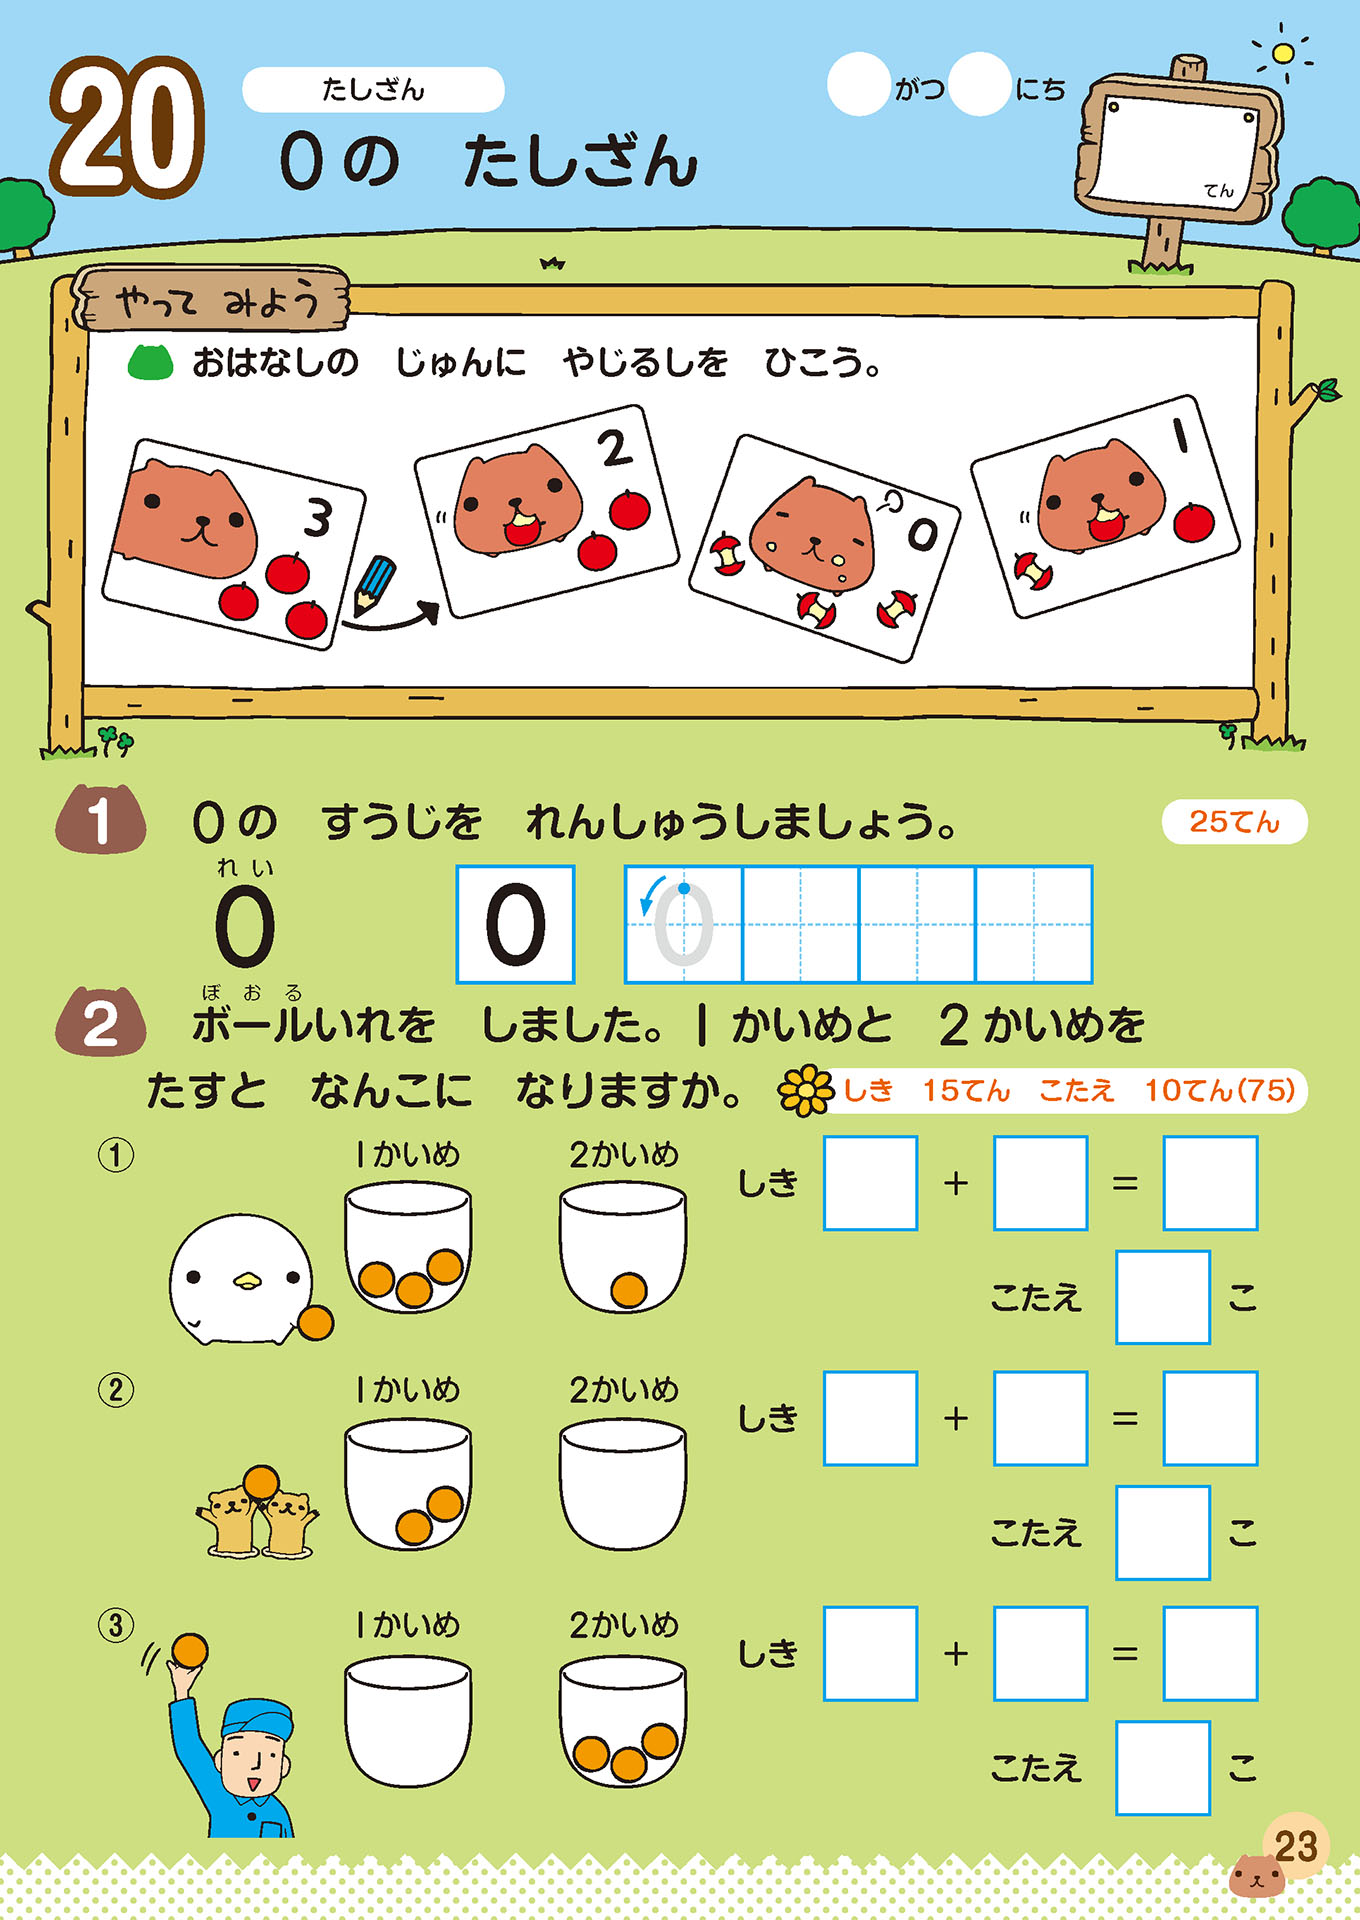 20
たしざん
0の たしざん
がつ にち
てん
やって みよう
おはなしの じゅんに やじるしを ひこう。
3
2
0
1
1 0の すうじを れんしゅうしましょう。
25てん
れい
0
0
0
2 ボールいれを しました。1かいめと 2かいめを
ぼおる
たすと なんこに なりますか。
しき 15てん こたえ 10てん(75)
① 1かいめ 2かいめ
しき + =
こたえ こ
② 1かいめ 2かいめ
しき + =
こたえ こ
③ 1かいめ 2かいめ
しき + =
こたえ こ
23